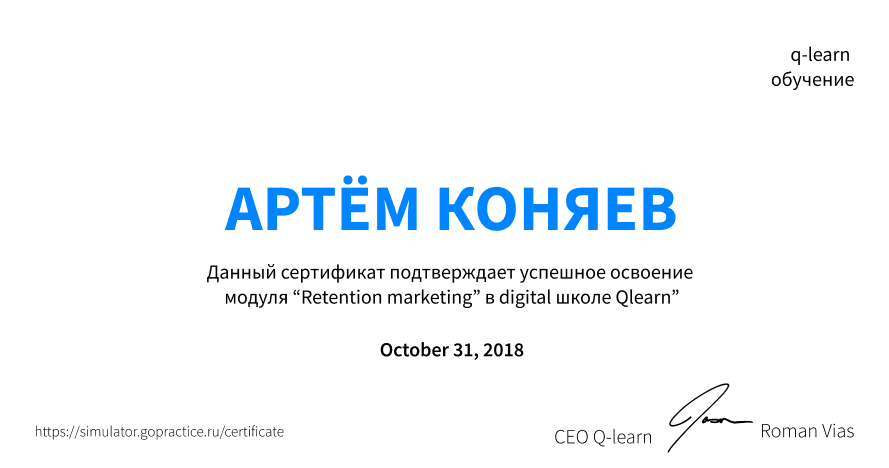 q-learn
обучение
АРТЁМ КОНЯЕВ
Данный сертификат подтверждает успешное освоение
модуля “Retention marketing” в digital школе Qlearn”
October 31, 2018
https://simulator.gopractice.ru/certificate
CEO Q-learn
Roman Vias